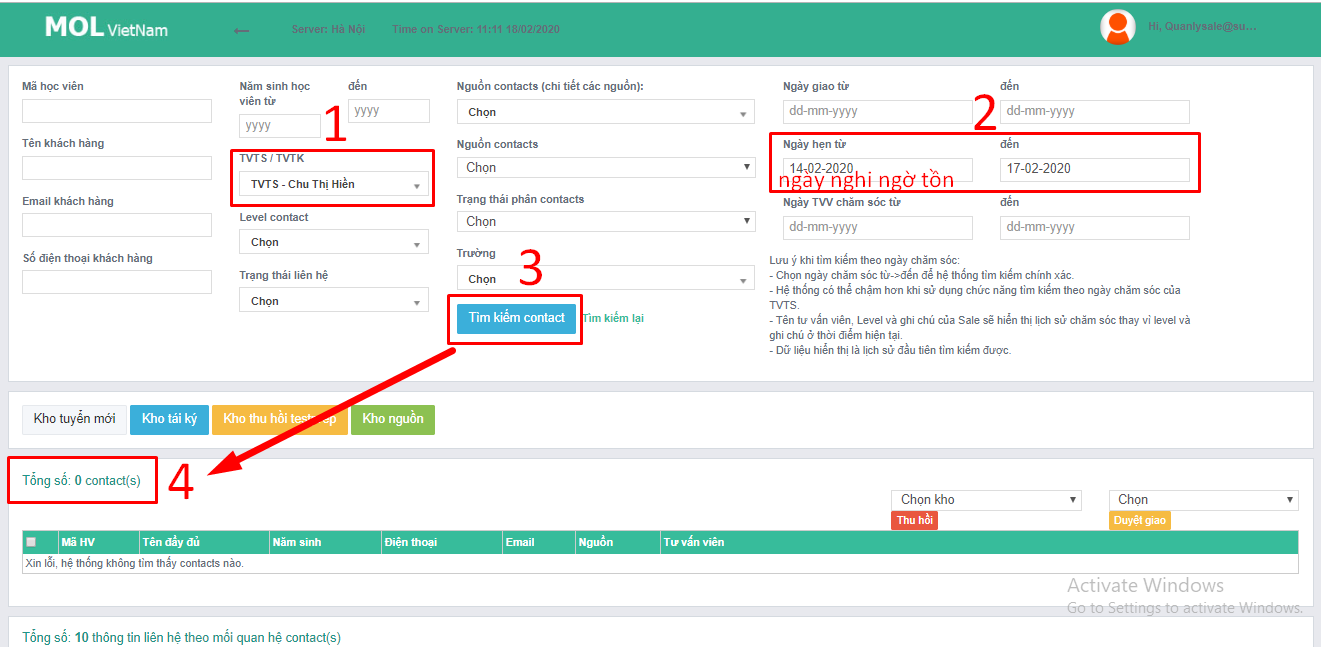 MOL VietNam
← Server: Hà Nội Time on Server: 11:11 18/02/2020 Hi, Quanlysale@su...
Mã học viên
Tên khách hàng
Email khách hàng
Số điện thoại khách hàng
Năm sinh học viên từ
yyyy
đến
yyyy
1
TVTS / TVTK
TVTS - Chu Thị Hiền
Level contact
Chọn
Trạng thái liên hệ
Chọn
Nguồn contacts (chi tiết các nguồn):
Chọn
Nguồn contacts
Chọn
Trạng thái phân contacts
Chọn
Trường
Chọn
3
Tìm kiếm contact
Tìm kiếm lại
Ngày giao từ
dd-mm-yyyy
đến
dd-mm-yyyy
2
Ngày hẹn từ
14-02-2020
đến
17-02-2020
ngày nghi ngờ tồn
Ngày TVV chăm sóc từ
dd-mm-yyyy
đến
dd-mm-yyyy
Lưu ý khi tìm kiếm theo ngày chăm sóc:
- Chọn ngày chăm sóc từ->đến để hệ thống tìm kiếm chính xác.
- Hệ thống có thể chậm hơn khi sử dụng chức năng tìm kiếm theo ngày chăm sóc của
TVTS.
- Tên tư vấn viên, Level và ghi chú của Sale sẽ hiển thị lịch sử chăm sóc thay vì level và
ghi chú ở thời điểm hiện tại.
- Dữ liệu hiển thị là lịch sử đầu tiên tìm kiếm được.
Kho tuyển mới Kho tái ký Kho thu hồi test Kho nguồn
Tổng số: 0 contact(s)
4
Chọn kho
Thu hồi
Chọn
Duyệt giao
Mã HV Tên đầy đủ Năm sinh Điện thoại Email Nguồn Tư vấn viên
Xin lỗi, hệ thống không tìm thấy contacts nào.
Activate Windows
Go to Settings to activate Windows.
Tổng số: 10 thông tin liên hệ theo mối quan hệ contact(s)